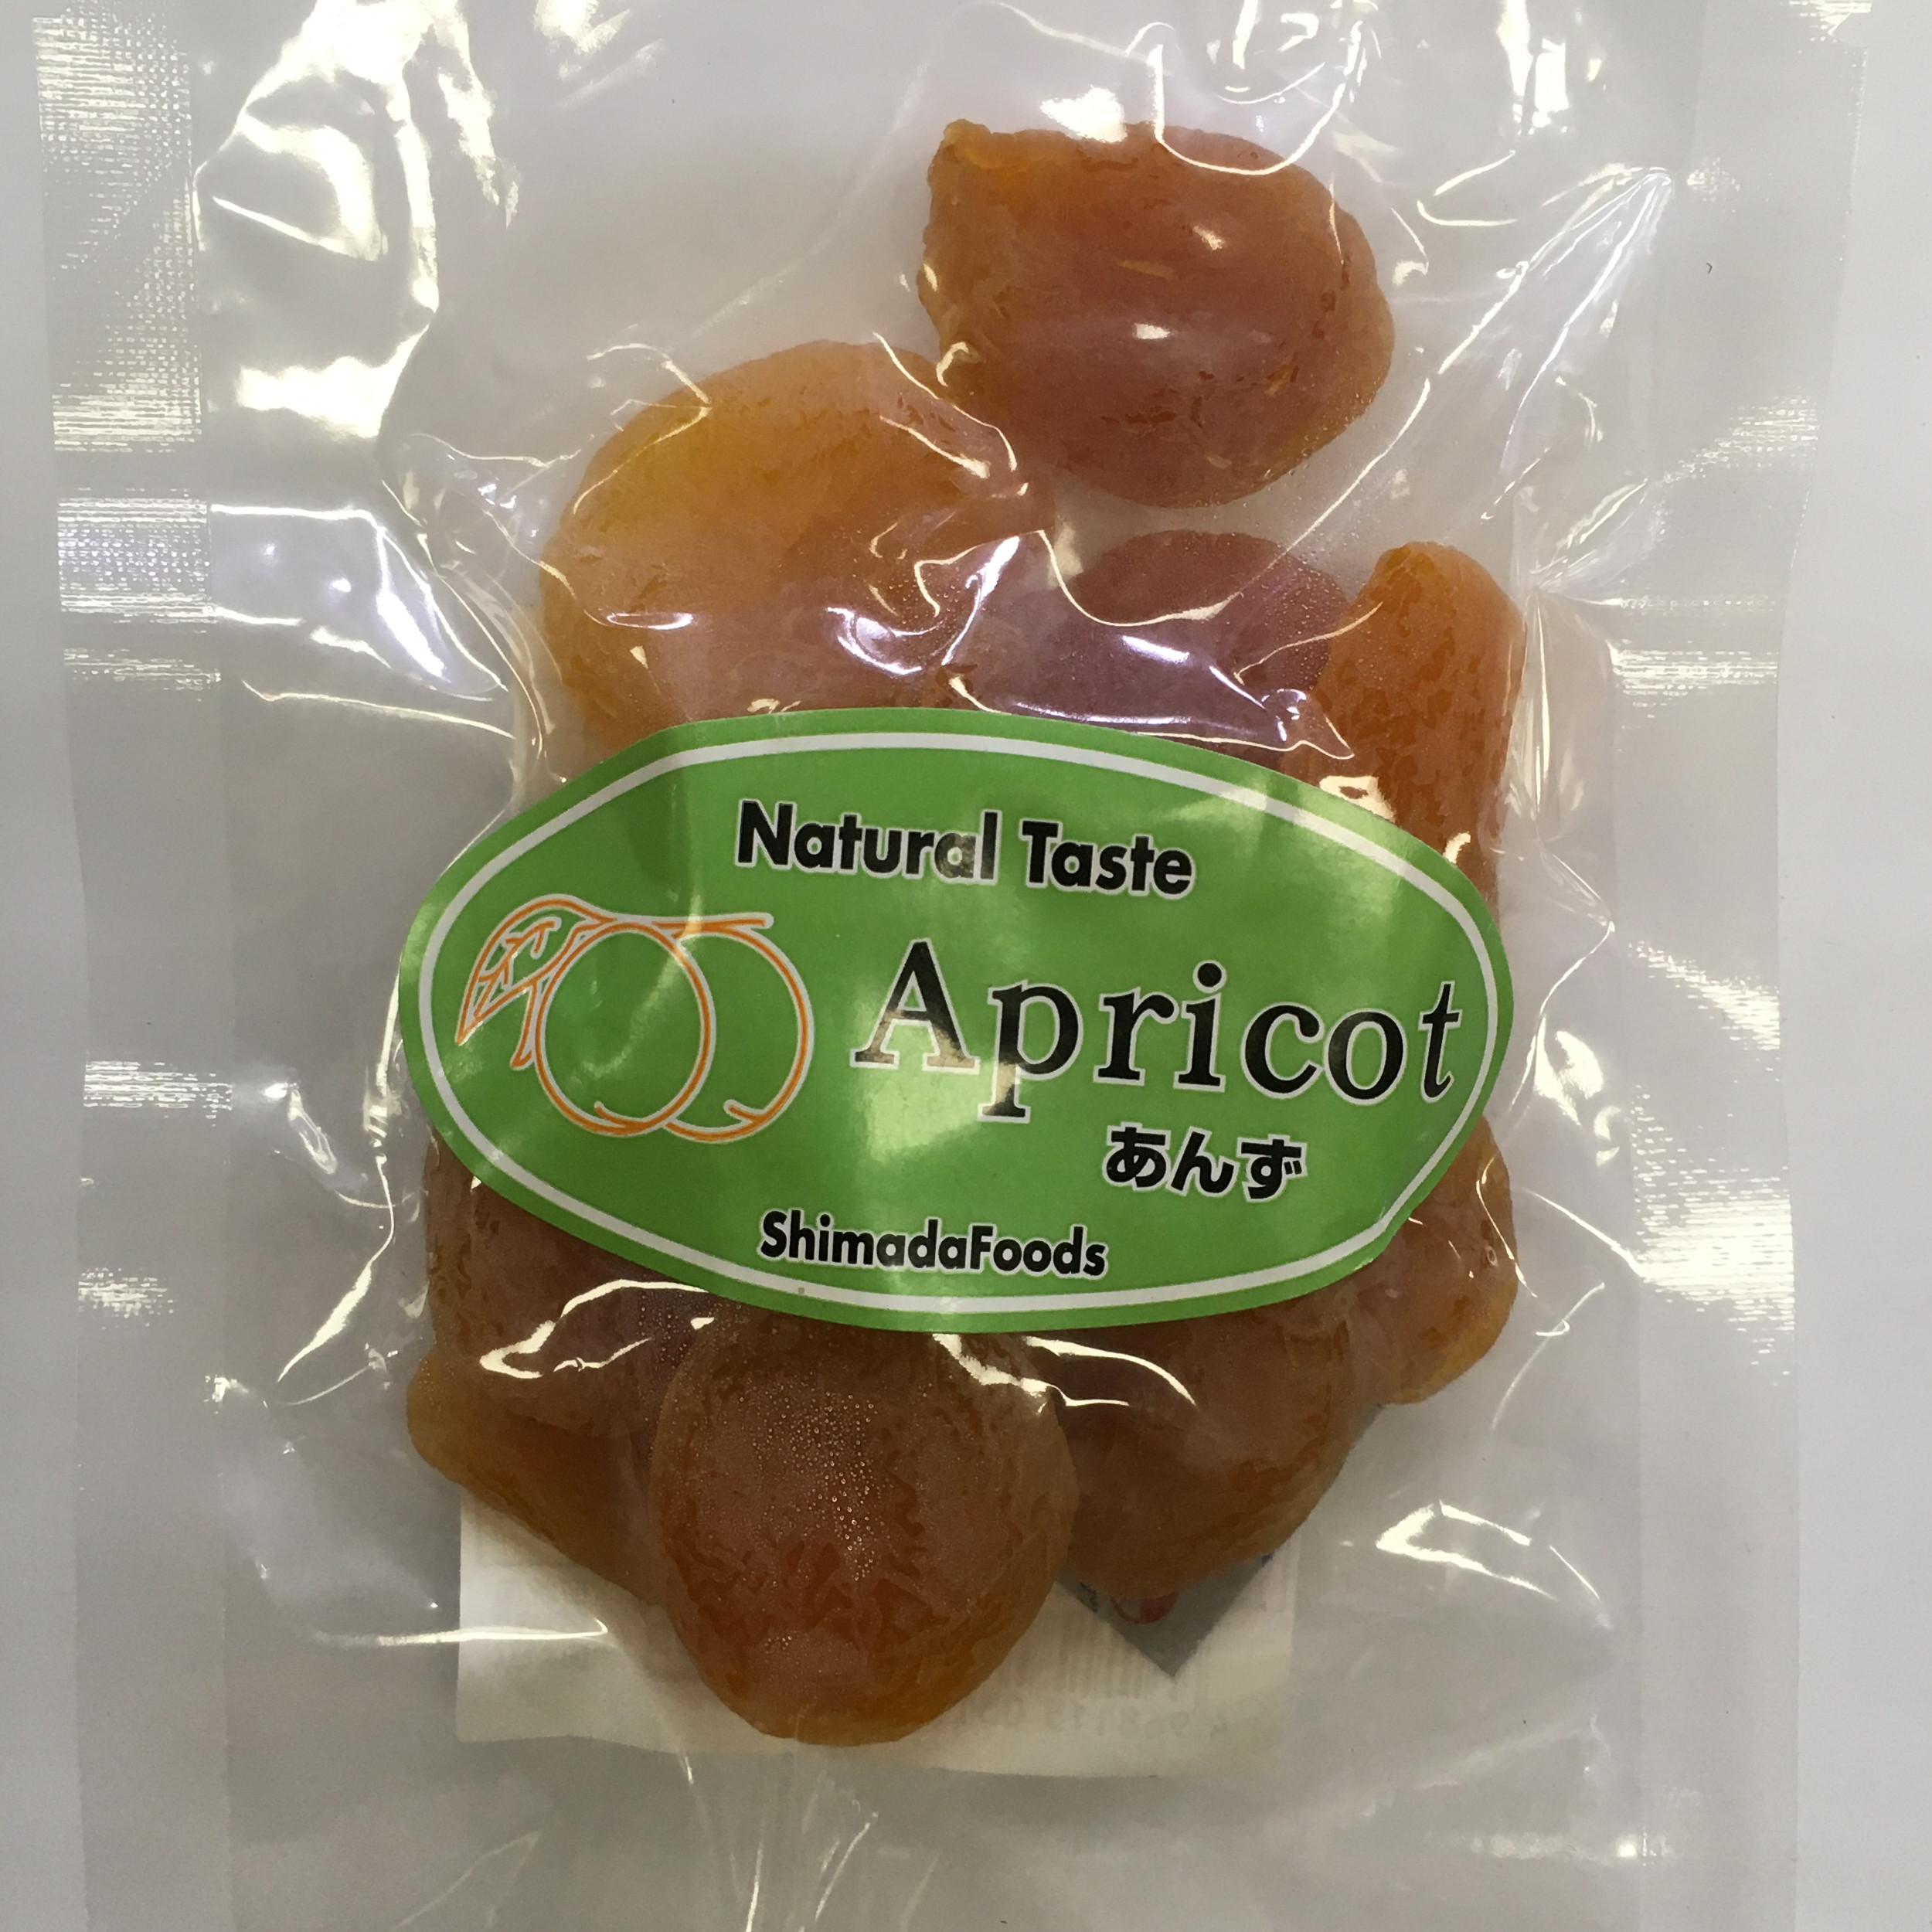 Natural Taste
Apricot
あんず
ShimadaFoods